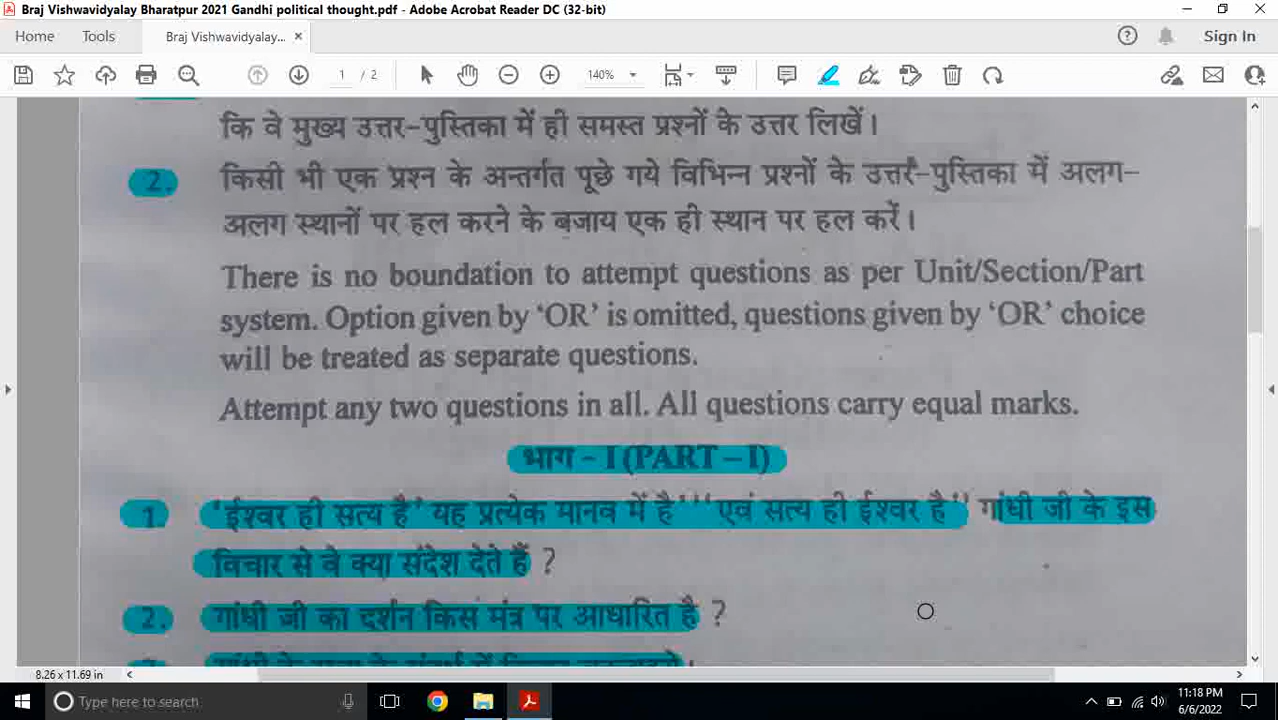 Braj Vishwavidyalay Bharatpur 2021 Gandhi political thought.pdf - Adobe Acrobat Reader DC (32-bit)
Home Tools Braj Vishwavidyalay... × Sign In
1 / 2 140%
कि वे मुख्य उत्तर-पुस्तिका में ही समस्त प्रश्नों के उत्तर लिखें।
2. किसी भी एक प्रश्न के अन्तर्गत पूछे गये विभिन्न प्रश्नों के उत्तर-पुस्तिका में अलग-
अलग स्थानों पर हल करने के बजाय एक ही स्थान पर हल करें।
There is no boundation to attempt questions as per Unit/Section/Part
system. Option given by ‘OR’ is omitted, questions given by ‘OR’ choice
will be treated as separate questions.
Attempt any two questions in all. All questions carry equal marks.
भाग - I (PART – I)
1. 'ईश्वर ही सत्य है' यह प्रत्येक मानव में है''' एवं सत्य ही ईश्वर है'' गांधी जी के इस
विचार से वे क्या संदेश देते हैं ?
2. गांधी जी का दर्शन किस मंत्र पर आधारित है ?
8.26 x 11.69 in
Type here to search
11:18 PM
6/6/2022